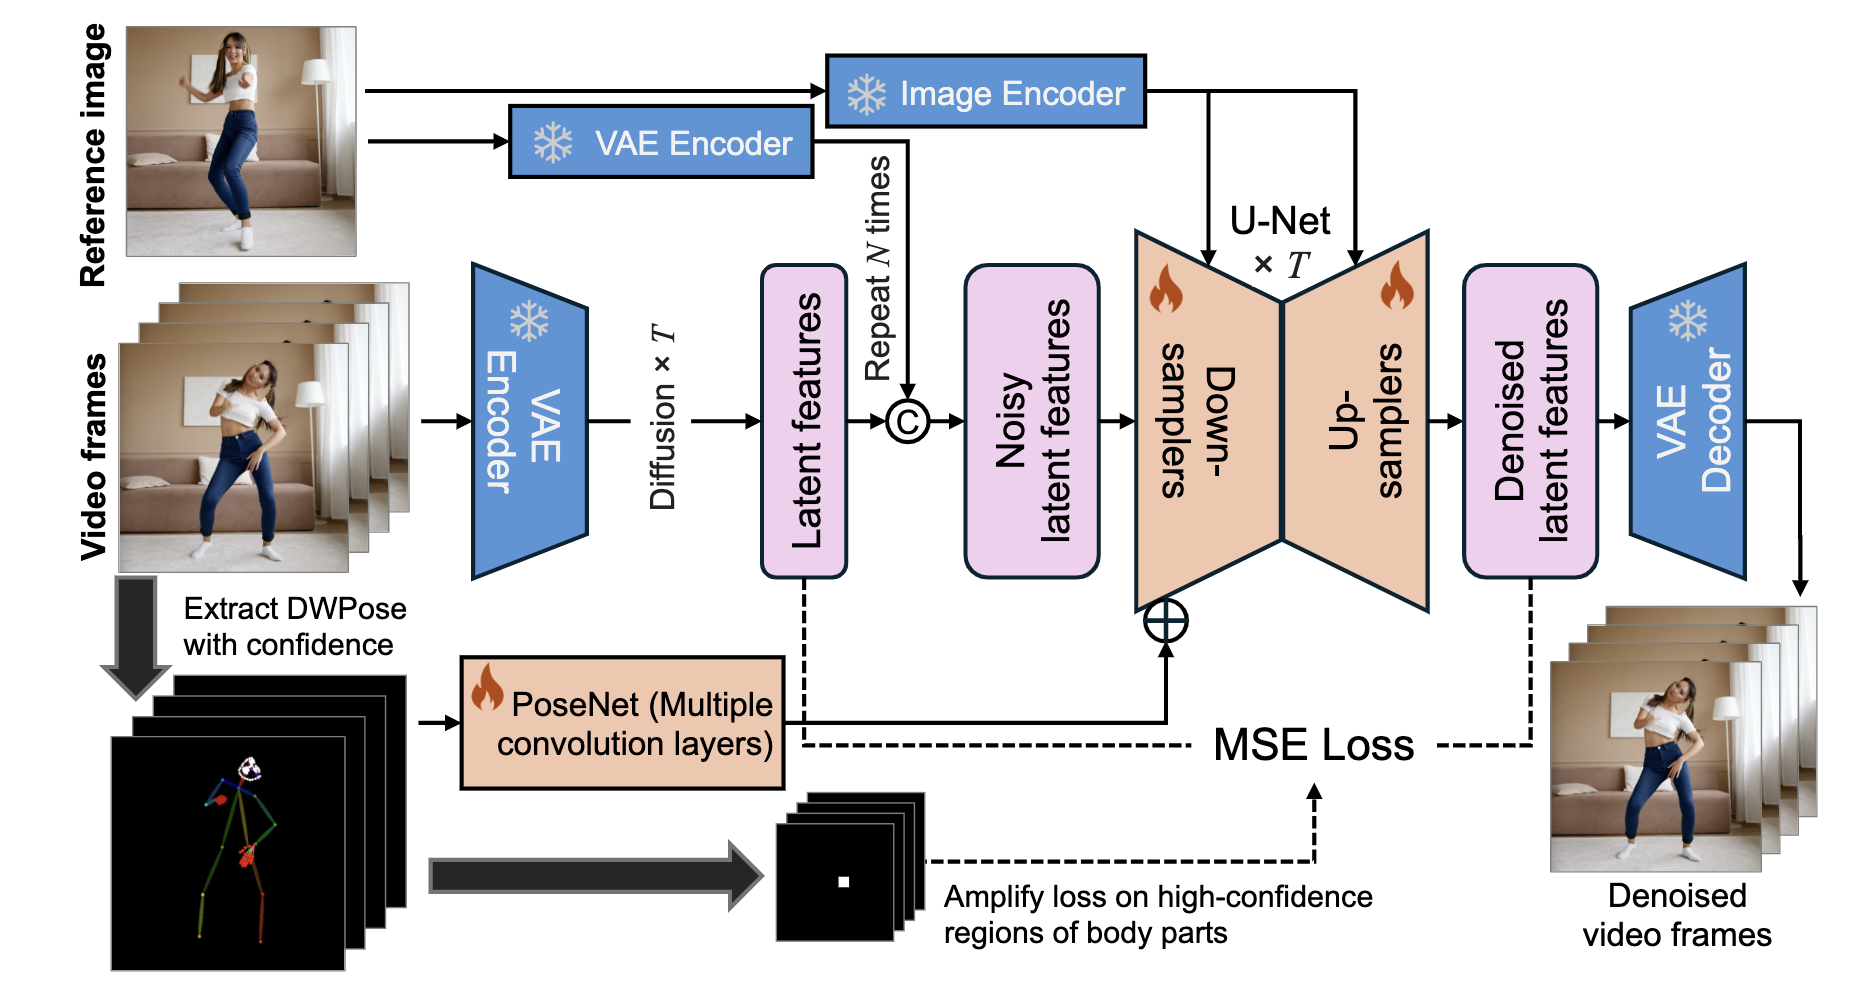 Reference image
Image Encoder
VAE Encoder
Repeat N times
U-Net
× T
Video frames
VAE
Encoder
Diffusion × T
Latent features
C
Noisy
latent features
Down-
samplers
Up-
samplers
Denoised
latent features
VAE
Decoder
Extract DWPose
with confidence
PoseNet (Multiple
convolution layers)
MSE Loss
Amplify loss on high-confidence
regions of body parts
Denoised
video frames